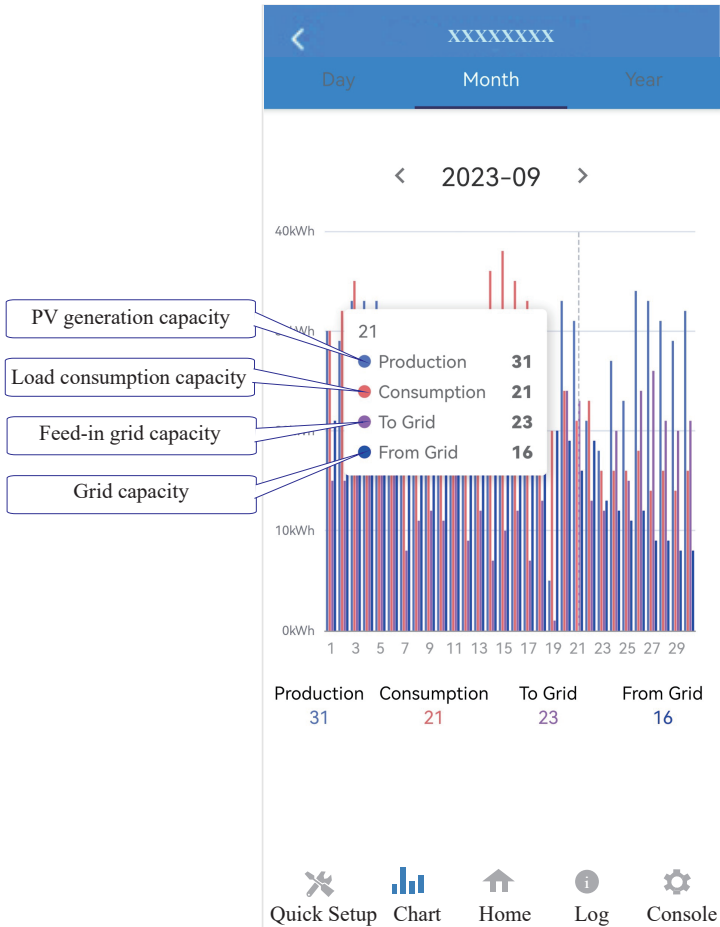 XXXXXXXX
Day Month Year
2023-09
40kWh
PV generation capacity
Load consumption capacity
Feed-in grid capacity
Grid capacity
21
Production 31
Consumption 21
To Grid 23
From Grid 16
10kWh
0kWh
1 3 5 7 9 11 13 15 17 19 21 23 25 27 29
Production Consumption To Grid From Grid
31 21 23 16
Quick Setup Chart Home Log Console